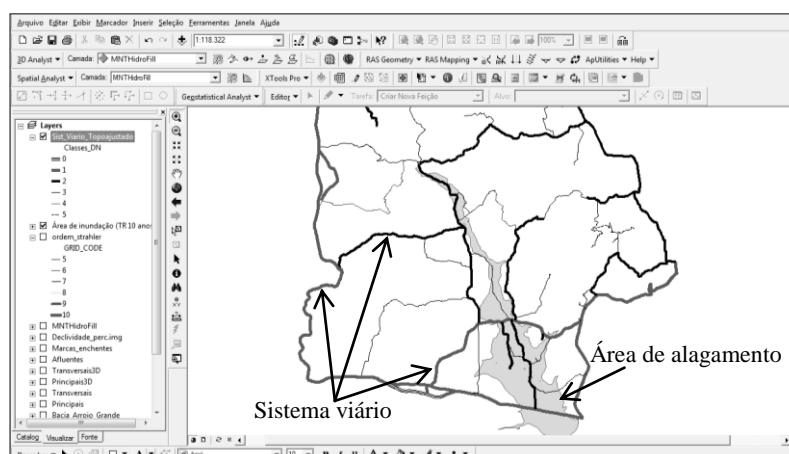 Arquivo Editar Exibir Marcador Inserir Seleção Ferramentas Janela Ajuda
1:118.322 100%
3D Analyst Camada: MNTHidroFill RAS Geometry RAS Mapping ApUtilities Help
Spatial Analyst Camada: MNTHidroFill XTools Pro
Geostatistical Analyst Editor Tarefa: Criar Nova Feição Alvo:
Layers
Sist_Viario_Topoajustado
Classes_DN
0
1
2
3
4
5
Área de inundação (TR 10 anos
ordem_strahler
GRID_CODE
5
6
7
8
9
10
MNTHidroFill
Declividade_perc.img
Marcas_enchentes
Afluentes
Transversais3D
Principais3D
Transversais
Principais
Bacia Arroio Grande
Catalog Visualizar Fonte
Sistema viário
Área de alagamento